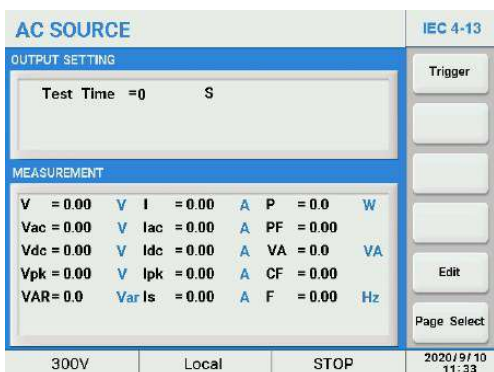 AC SOURCE
IEC 4-13
OUTPUT SETTING
Test Time =0 S
Trigger
MEASUREMENT
V = 0.00 V I = 0.00 A P = 0.0 W
Vac = 0.00 V Iac = 0.00 A PF = 0.00
Vdc = 0.00 V Idc = 0.00 A VA = 0.0 VA
Vpk = 0.00 V Ipk = 0.00 A CF = 0.00
VAR= 0.0 Var Is = 0.00 A F = 0.00 Hz
Edit
Page Select
300V Local STOP
2020/9/10
11:33